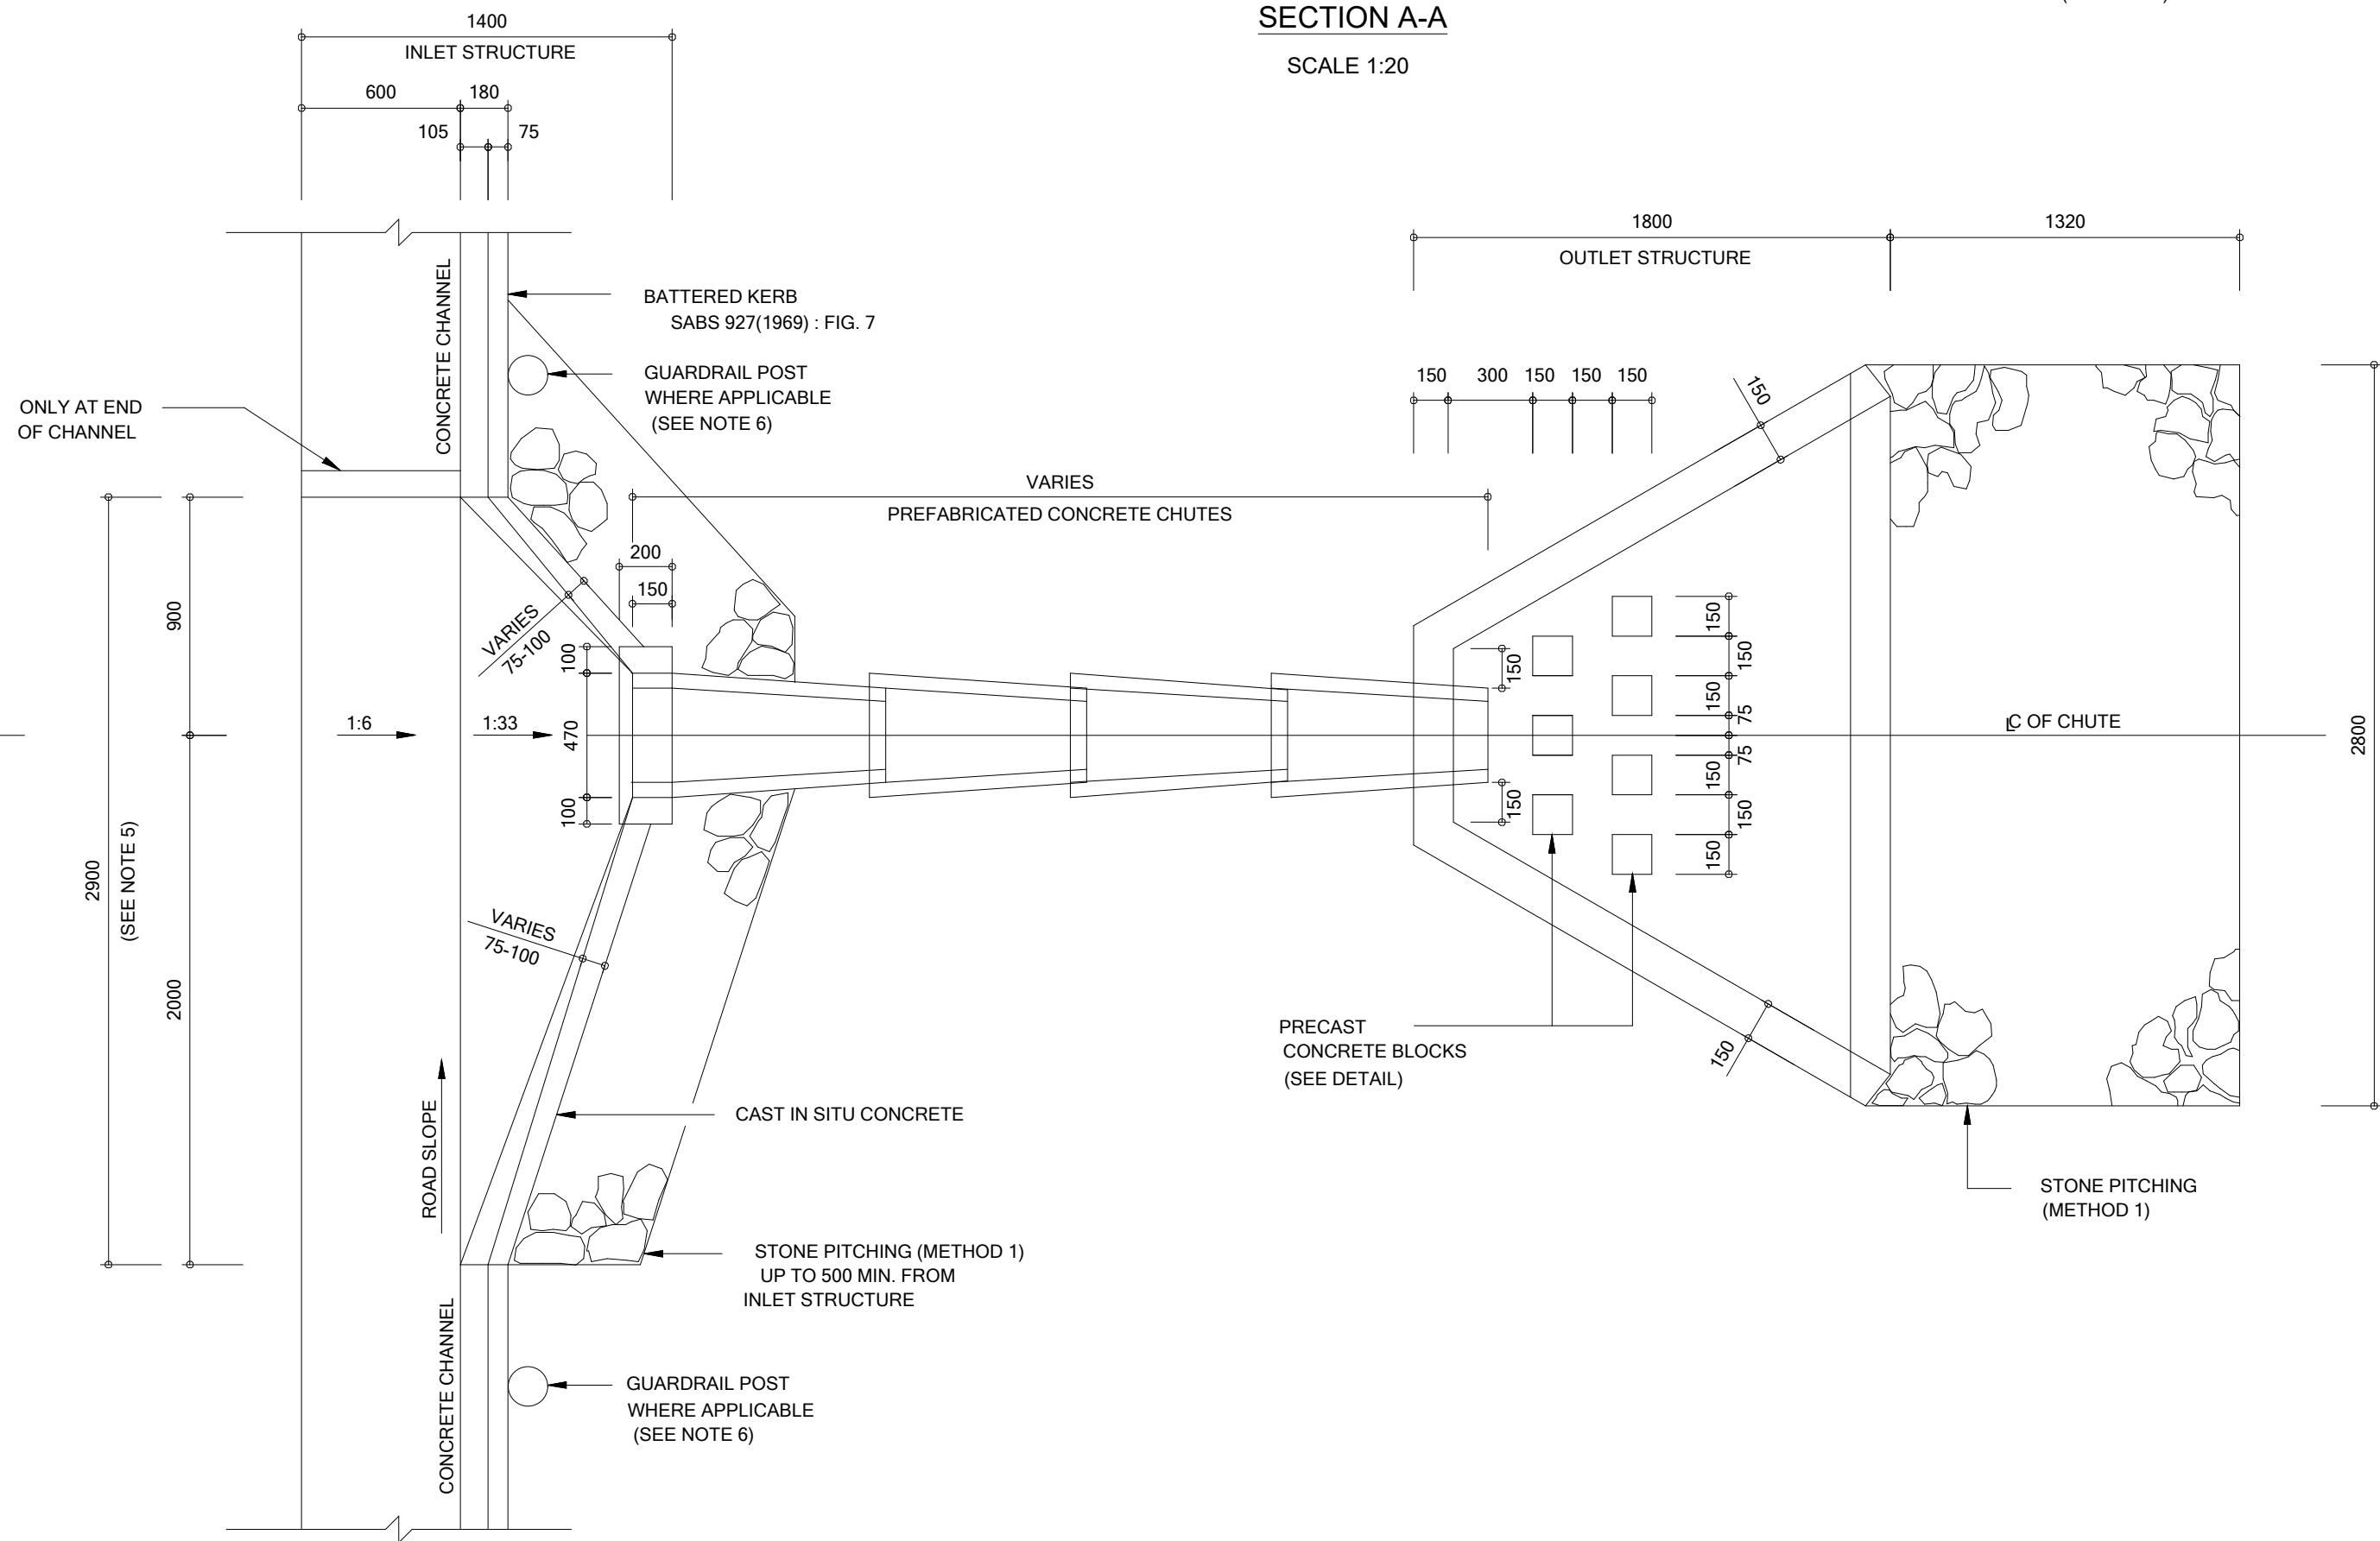 SECTION A-A
SCALE 1:20
1400
INLET STRUCTURE
600
180
105
75
CONCRETE CHANNEL
BATTERED KERB
SABS 927(1969) : FIG. 7
GUARDRAIL POST
WHERE APPLICABLE
(SEE NOTE 6)
ONLY AT END
OF CHANNEL
1800
1320
OUTLET STRUCTURE
150
300
150
150
150
150
VARIES
PREFABRICATED CONCRETE CHUTES
200
150
900
VARIES
75-100
100
470
100
1:6
1:33
150
150
150
150
150
75
75
150
150
150
150
℄ OF CHUTE
2800
2900
(SEE NOTE 5)
2000
VARIES
75-100
PRECAST
CONCRETE BLOCKS
(SEE DETAIL)
150
ROAD SLOPE
CAST IN SITU CONCRETE
STONE PITCHING
(METHOD 1)
STONE PITCHING (METHOD 1)
UP TO 500 MIN. FROM
INLET STRUCTURE
CONCRETE CHANNEL
GUARDRAIL POST
WHERE APPLICABLE
(SEE NOTE 6)